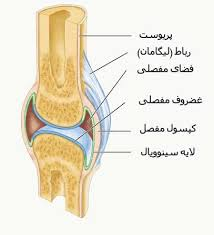 پریوست
رباط (لیگامان)
فضای مفصلی
غضروف مفصلی
کپسول مفصل
لایه سینوویال